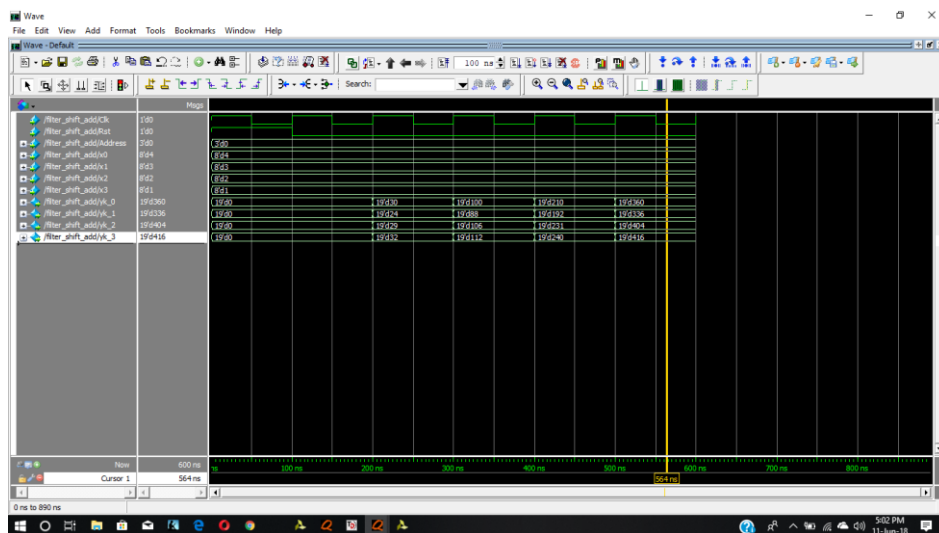 Wave
File Edit View Add Format Tools Bookmarks Window Help
Wave - Default
100 ns
Search:
Msgs
/filter_shift_add/Clk 1'd0
/filter_shift_add/Rst 1'd0
/filter_shift_add/Address 3'd0 3'd0
/filter_shift_add/x0 8'd4 8'd4
/filter_shift_add/x1 8'd3 8'd3
/filter_shift_add/x2 8'd2 8'd2
/filter_shift_add/x3 8'd1 8'd1
/filter_shift_add/yk_0 19'd360 19'd0 19'd30 19'd100 19'd210 19'd360
/filter_shift_add/yk_1 19'd336 19'd0 19'd24 19'd88 19'd192 19'd336
/filter_shift_add/yk_2 19'd404 19'd0 19'd29 19'd106 19'd231 19'd404
/filter_shift_add/yk_3 19'd416 19'd0 19'd32 19'd112 19'd240 19'd416
Now 600 ns ns 100 ns 200 ns 300 ns 400 ns 500 ns 600 ns 700 ns 800 ns
Cursor 1 564 ns 564 ns
0 ns to 890 ns
5:02 PM
11-Jun-18